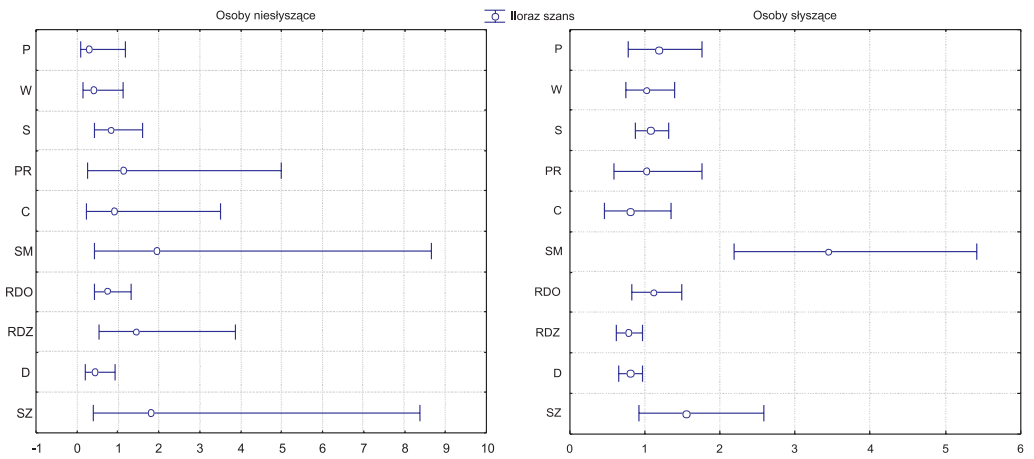 Osoby niesłyszące
Iloraz szans
Osoby słyszące
P
W
S
PR
C
SM
RDO
RDZ
D
SZ
-1 0 1 2 3 4 5 6 7 8 9 10
P
W
S
PR
C
SM
RDO
RDZ
D
SZ
0 1 2 3 4 5 6